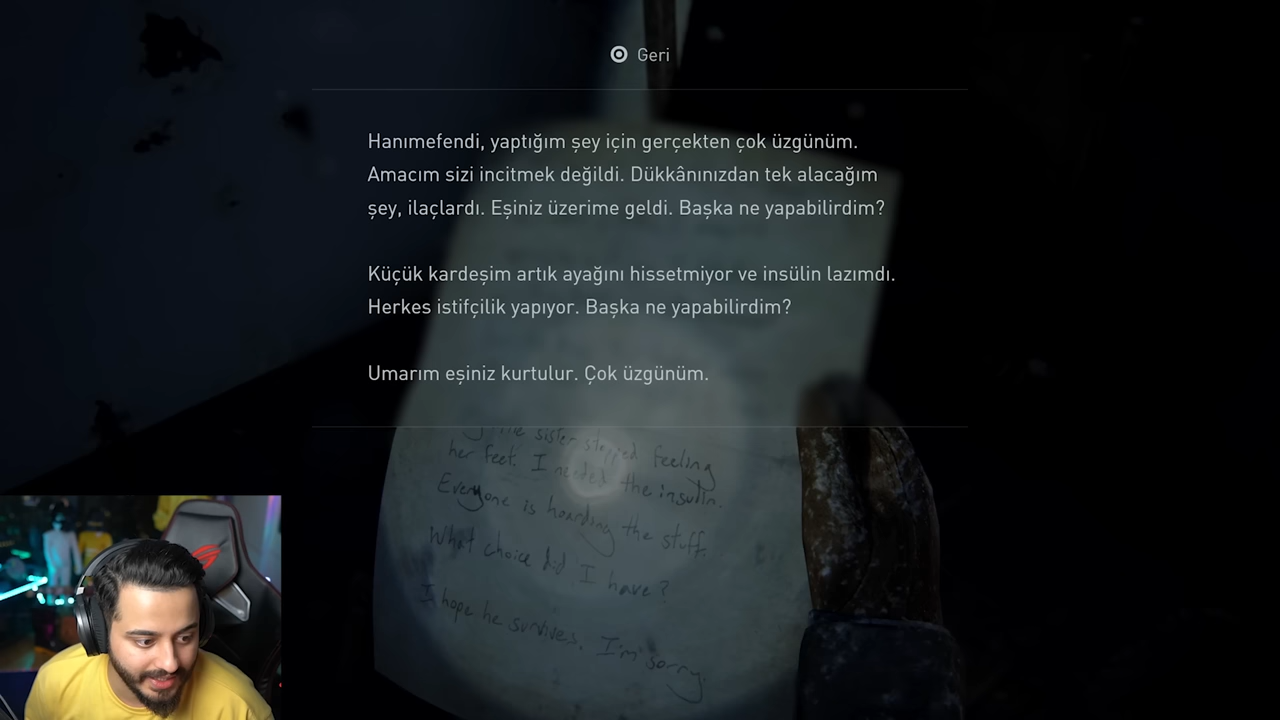 Geri
Hanımefendi, yaptığım şey için gerçekten çok üzgünüm.
Amacım sizi incitmek değildi. Dükkânınızdan tek alacağım
şey, ilaçlardı. Eşiniz üzerime geldi. Başka ne yapabilirdim?
Küçük kardeşim artık ayağını hissetmiyor ve insülin lazımdı.
Herkes istifçilik yapıyor. Başka ne yapabilirdim?
Umarım eşiniz kurtulur. Çok üzgünüm.
sister stopped feeling
her feet. I needed the insulin.
Everyone is hoarding the stuff.
What choice did I have?
I hope he survives. I'm sorry.